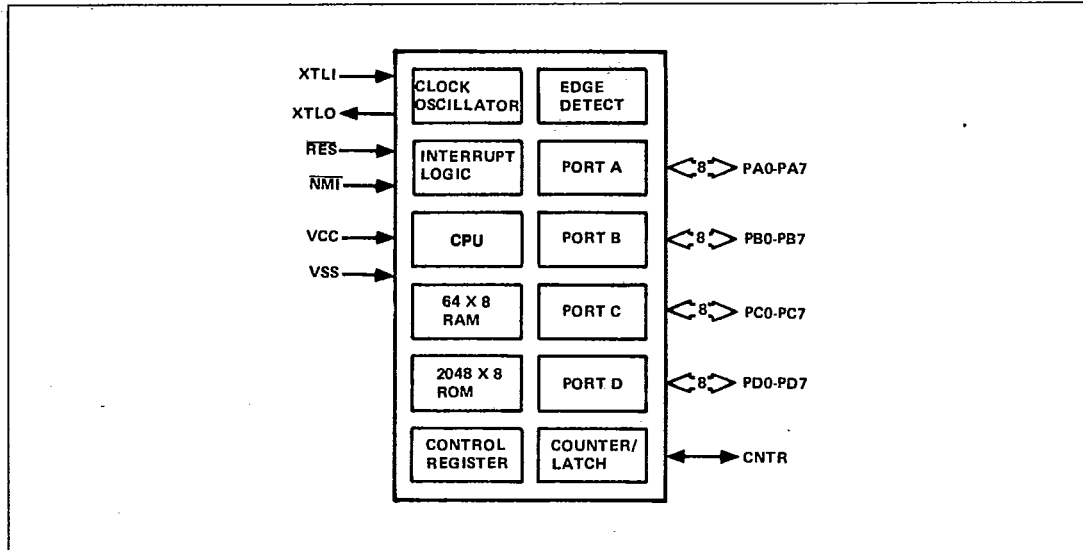 XTLI
XTLO
RES
NMI
VCC
VSS
CLOCK
OSCILLATOR
EDGE
DETECT
INTERRUPT
LOGIC
PORT A
CPU
PORT B
64 X 8
RAM
PORT C
2048 X 8
ROM
PORT D
CONTROL
REGISTER
COUNTER/
LATCH
8 PA0-PA7
8 PB0-PB7
8 PC0-PC7
8 PD0-PD7
CNTR